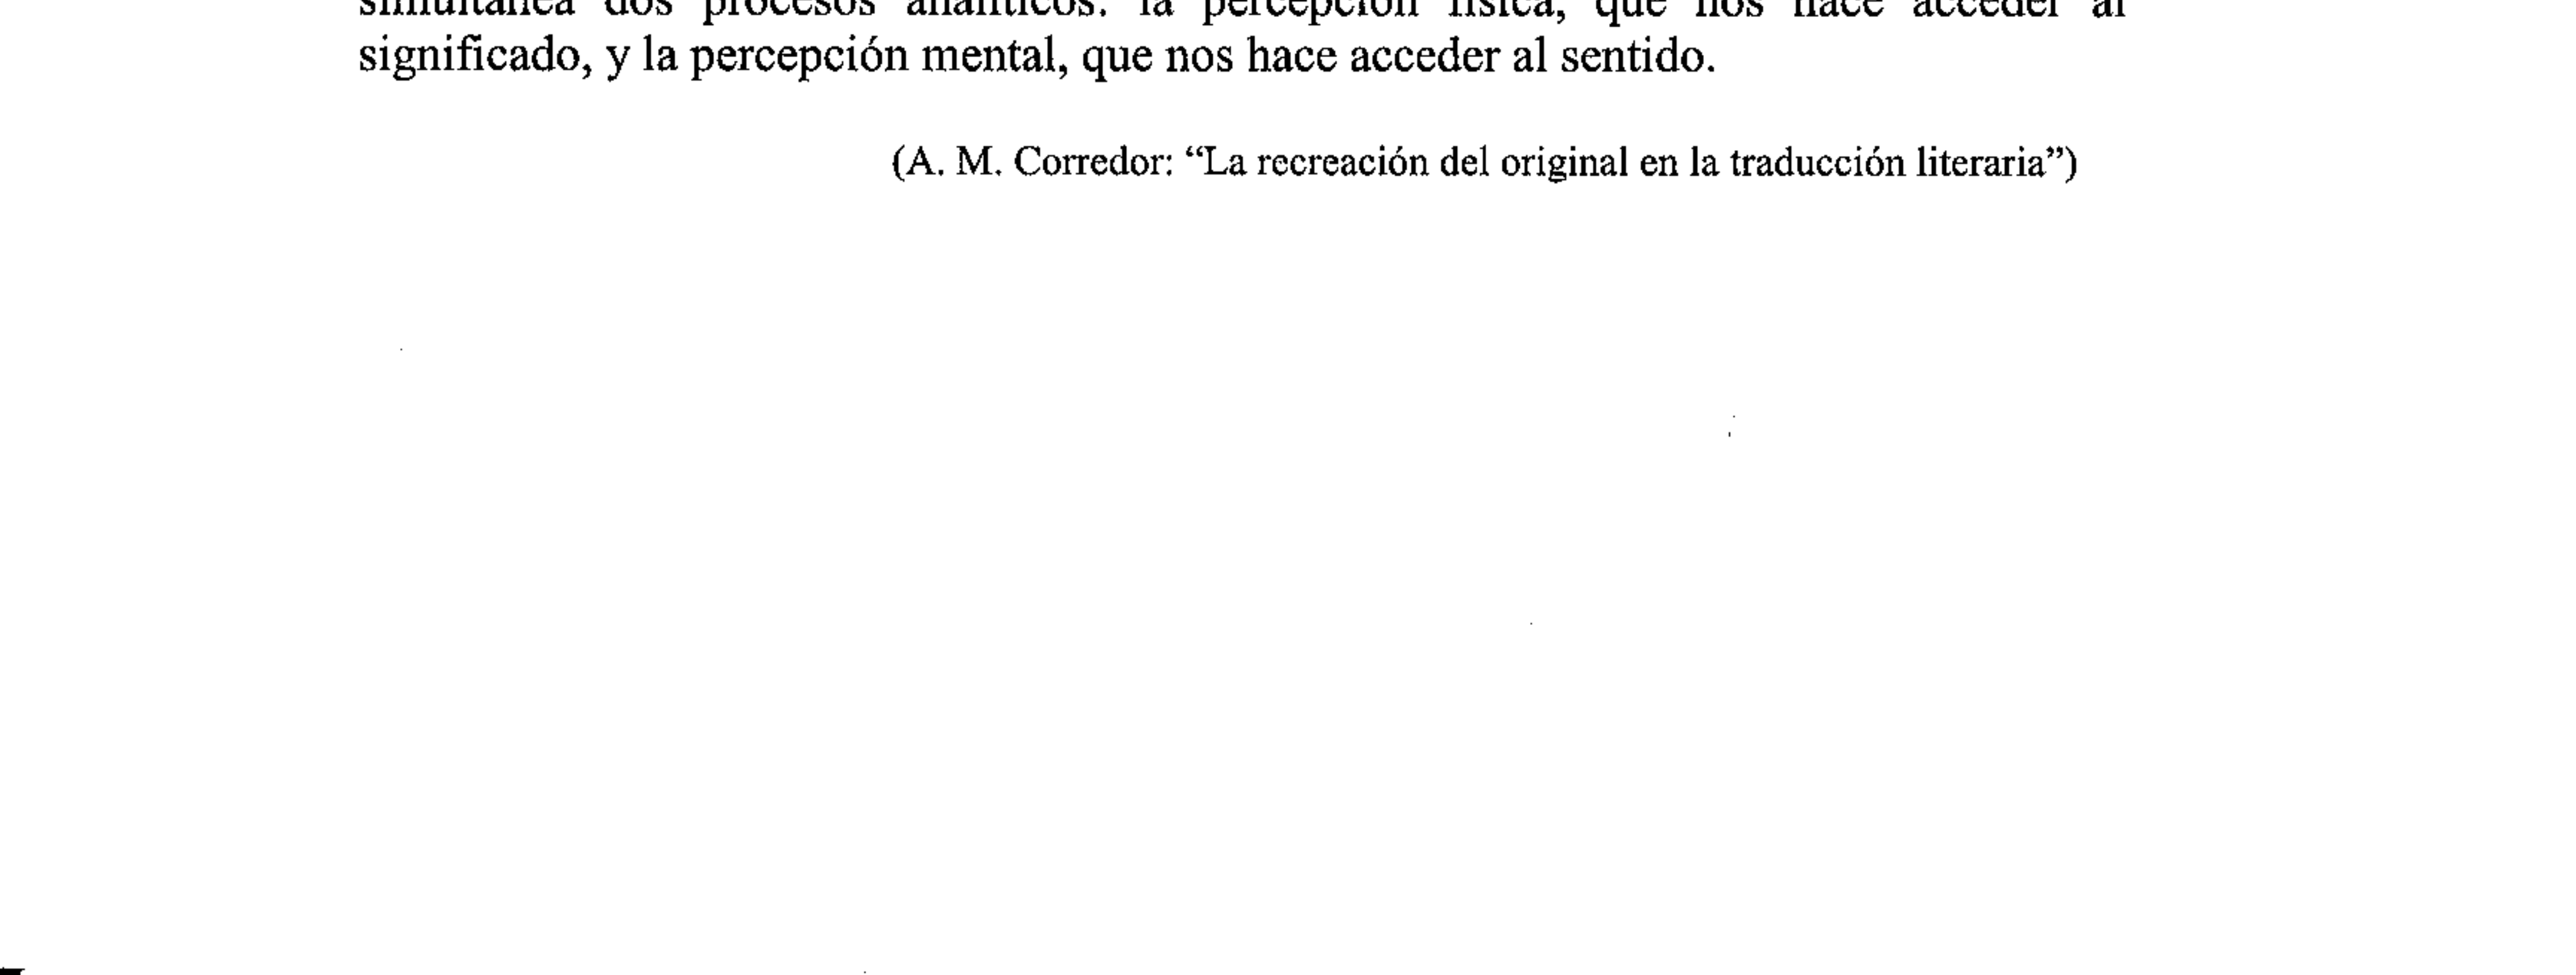 simultánea dos procesos analíticos: la percepción física, que nos hace acceder al
significado, y la percepción mental, que nos hace acceder al sentido.
(A. M. Corredor: “La recreación del original en la traducción literaria”)